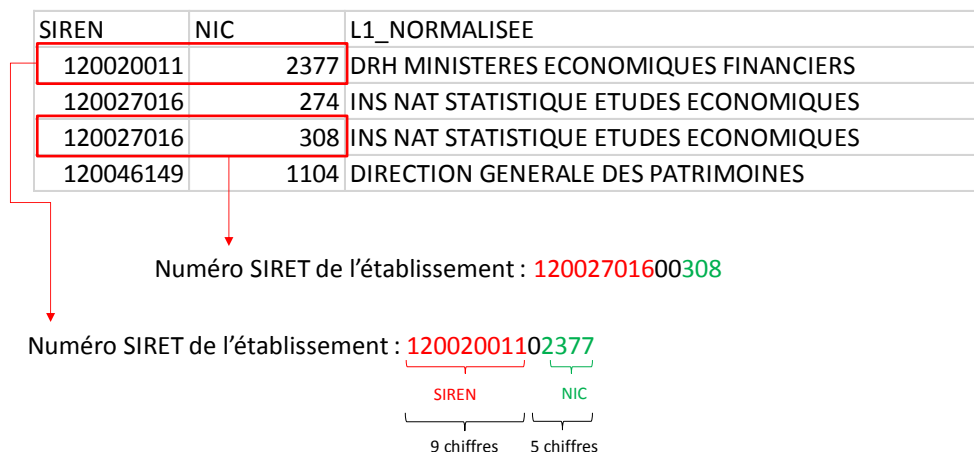 SIREN NIC L1_NORMALISEE
120020011 2377 DRH MINISTERES ECONOMIQUES FINANCIERS
120027016 274 INS NAT STATISTIQUE ETUDES ECONOMIQUES
120027016 308 INS NAT STATISTIQUE ETUDES ECONOMIQUES
120046149 1104 DIRECTION GENERALE DES PATRIMOINES
Numéro SIRET de l’établissement : 12002701600308
Numéro SIRET de l’établissement : 12002001102377
SIREN NIC
9 chiffres 5 chiffres